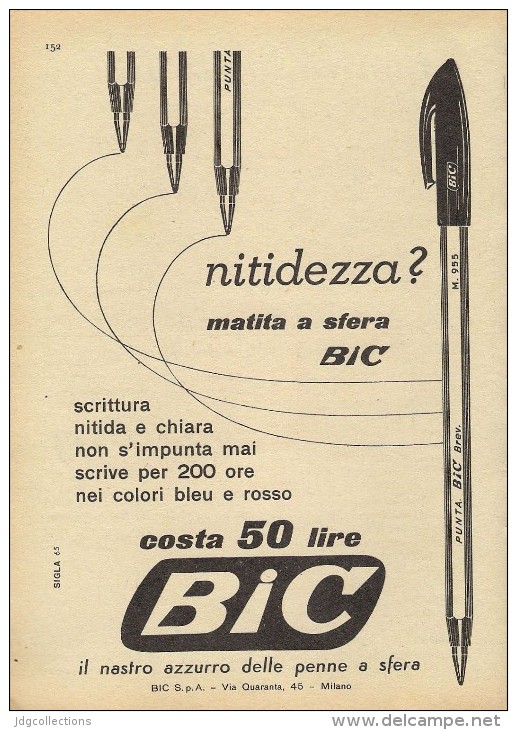 152
PUNTA
nitidezza?
matita a sfera
BiC
BiC
M. 955
PUNTA BiC Brev.
scrittura
nitida e chiara
non s'impunta mai
scrive per 200 ore
nei colori bleu e rosso
costa 50 lire
BiC
SIGLA 65
il nastro azzurro delle penne a sfera
BIC S.p.A. - Via Quaranta, 46 - Milano
jdgcollections
delcampe.net